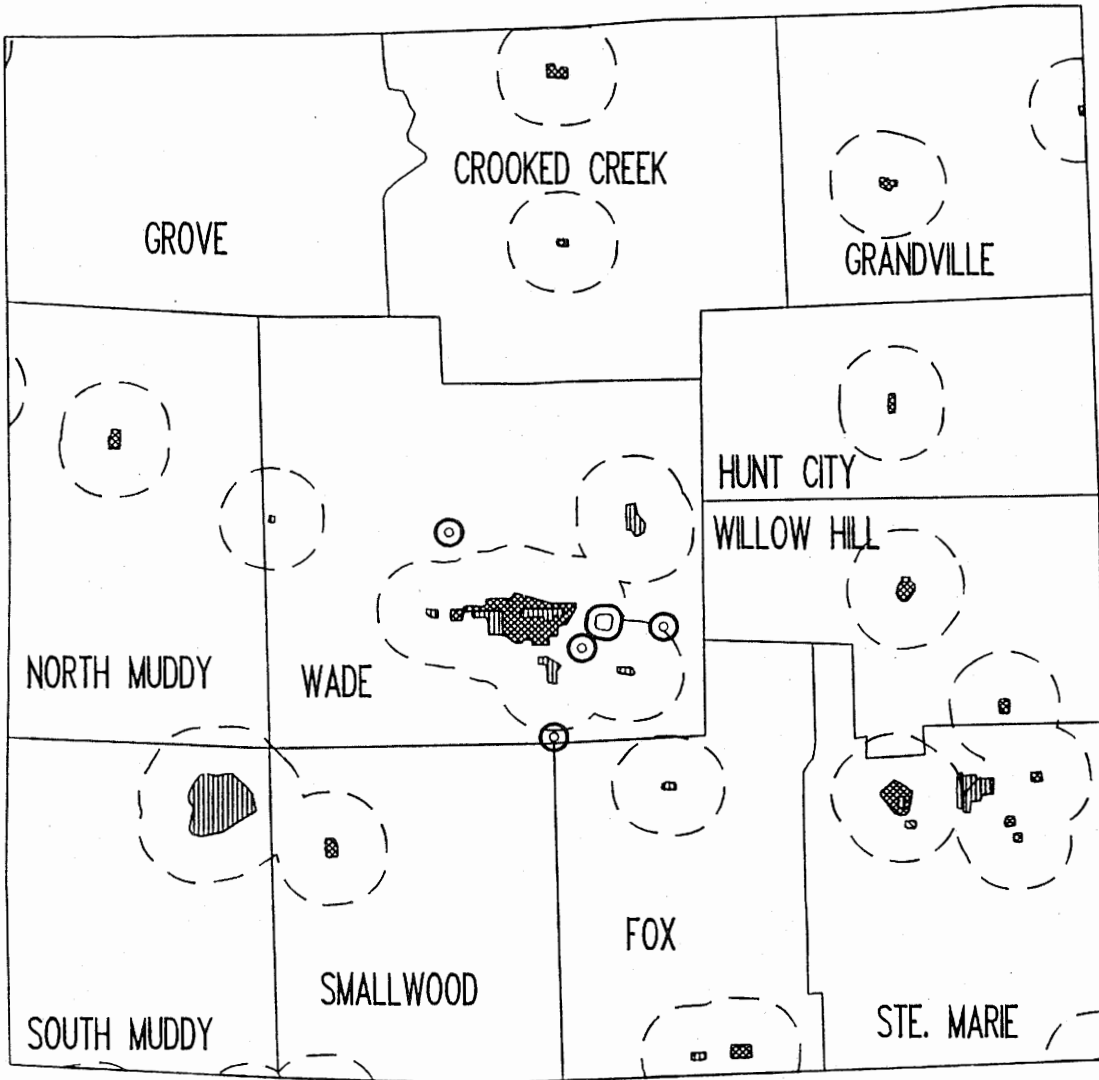 CROOKED CREEK
GROVE
GRANDVILLE
HUNT CITY
WILLOW HILL
NORTH MUDDY
WADE
FOX
SMALLWOOD
SOUTH MUDDY
STE. MARIE